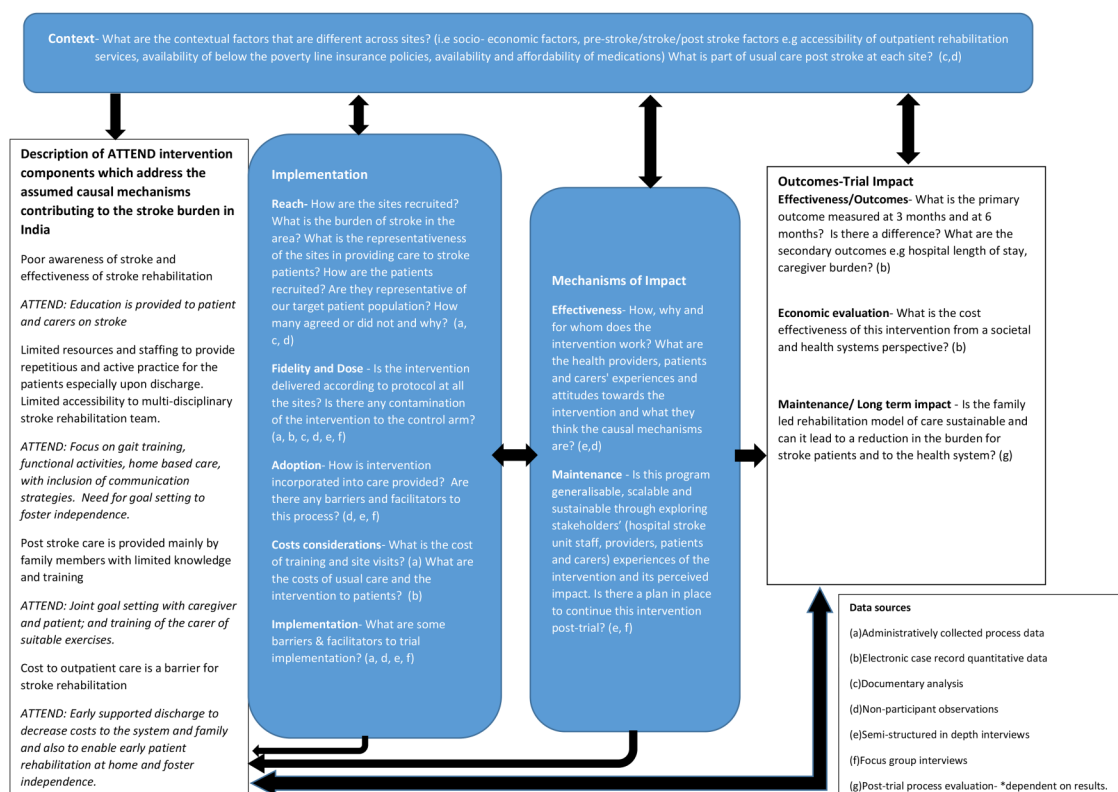 Context- What are the contextual factors that are different across sites? (i.e socio- economic factors, pre-stroke/stroke/post stroke factors e.g accessibility of outpatient rehabilitation
services, availability of below the poverty line insurance policies, availability and affordability of medications) What is part of usual care post stroke at each site?  (c,d)
Description of ATTEND intervention
components which address the
assumed causal mechanisms
contributing to the stroke burden in
India
Poor awareness of stroke and
effectiveness of stroke rehabilitation
ATTEND: Education is provided to patient
and carers on stroke
Limited resources and staffing to provide
repetitious and active practice for the
patients especially upon discharge.
Limited accessibility to multi-disciplinary
stroke rehabilitation team.
ATTEND: Focus on gait training,
functional activities, home based care,
with inclusion of communication
strategies.  Need for goal setting to
foster independence.
Post stroke care is provided mainly by
family members with limited knowledge
and training
ATTEND: Joint goal setting with caregiver
and patient; and training of the carer of
suitable exercises.
Cost to outpatient care is a barrier for
stroke rehabilitation
ATTEND: Early supported discharge to
decrease costs to the system and family
and also to enable early patient
rehabilitation at home and foster
independence.
Implementation
Reach- How are the sites recruited?
What is the burden of stroke in the
area? What is the representativeness
of the sites in providing care to stroke
patients? How are the patients
recruited? Are they representative of
our target patient population? How
many agreed or did not and why?  (a,
c, d)
Fidelity and Dose - Is the intervention
delivered according to protocol at all
the sites? Is there any contamination
of the intervention to the control arm?
(a, b, c, d, e, f)
Adoption- How is intervention
incorporated into care provided?  Are
there any barriers and facilitators to
this process? (d, e, f)
Costs considerations- What is the cost
of training and site visits? (a) What are
the costs of usual care and the
intervention to patients?  (b)
Implementation- What are some
barriers & facilitators to trial
implementation? (a, d, e, f)
Mechanisms of Impact
Effectiveness- How, why and
for whom does the
intervention work? What are
the health providers, patients
and carers' experiences and
attitudes towards the
intervention and what they
think the causal mechanisms
are? (e,d)
Maintenance - Is this program
generalisable, scalable and
sustainable through exploring
stakeholders’ (hospital stroke
unit staff, providers, patients
and carers) experiences of the
intervention and its perceived
impact. Is there a plan in place
to continue this intervention
post-trial? (e, f)
Outcomes-Trial Impact
Effectiveness/Outcomes- What is the primary
outcome measured at 3 months and at 6
months?  Is there a difference? What are the
secondary outcomes e.g hospital length of stay,
caregiver burden? (b)
Economic evaluation- What is the cost
effectiveness of this intervention from a societal
and health systems perspective? (b)
Maintenance/ Long term impact - Is the family
led rehabilitation model of care sustainable and
can it lead to a reduction in the burden for
stroke patients and to the health system? (g)
Data sources
(a)Administratively collected process data
(b)Electronic case record quantitative data
(c)Documentary analysis
(d)Non-participant observations
(e)Semi-structured in depth interviews
(f)Focus group interviews
(g)Post-trial process evaluation- *dependent on results.